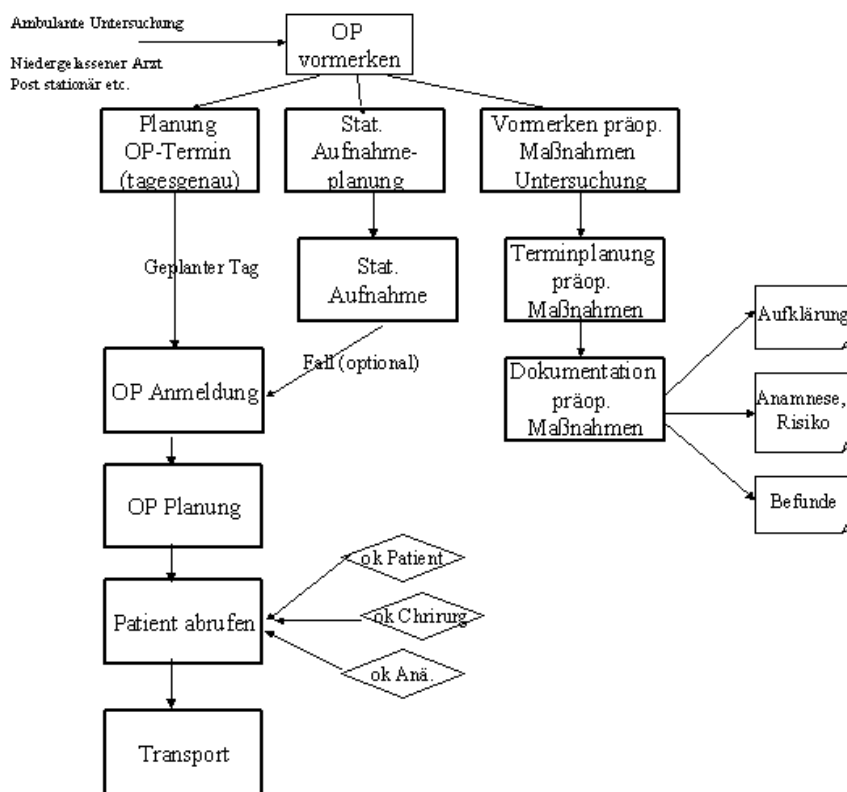 Ambulante Untersuchung
Niedergelassener Arzt
Post stationär etc.
OP
vormerken
Planung
OP-Termin
(tagesgenau)
Stat.
Aufnahme-
planung
Vormerken präop.
Maßnahmen
Untersuchung
Geplanter Tag
Stat.
Aufnahme
Terminplanung
präop.
Maßnahmen
Fall (optional)
OP Anmeldung
Dokumentation
präop.
Maßnahmen
Aufklärung
Anamnese,
Risiko
Befunde
OP Planung
Patient abrufen
ok Patient
ok Chrirurg
ok Anä.
Transport